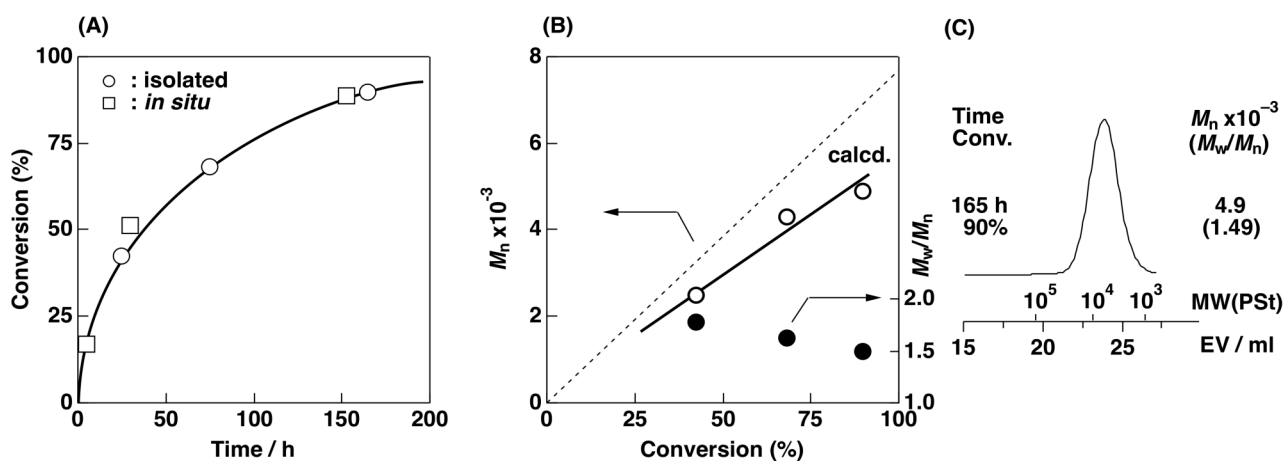 (A)
Conversion (%)
100
75
50
25
0
: isolated
: in situ
0 50 100 150 200
Time / h
(B)
Mn x10−3
8
6
4
2
0
calcd.
Mw/Mn
2.0
1.5
1.0
0 25 50 75 100
Conversion (%)
(C)
Time
Conv.
Mn x10−3
(Mw/Mn)
165 h
90%
4.9
(1.49)
105 104 103 MW(PSt)
15 20 25 EV / ml